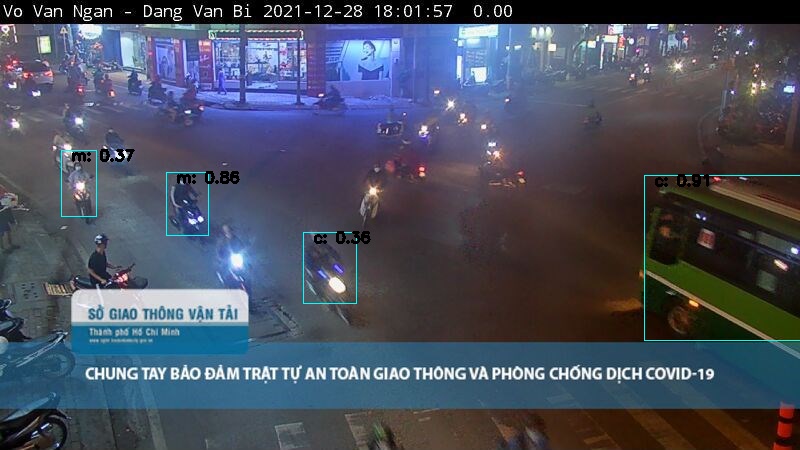 Vo Van Ngan - Dang Van Bi 2021-12-28 18:01:57 0.00
m: 0.37
m: 0.86
c: 0.36
c: 0.91
SỞ GIAO THÔNG VẬN TẢI
Thành phố Hồ Chí Minh
CHUNG TAY BẢO ĐẢM TRẬT TỰ AN TOÀN GIAO THÔNG VÀ PHÒNG CHỐNG DỊCH COVID-19